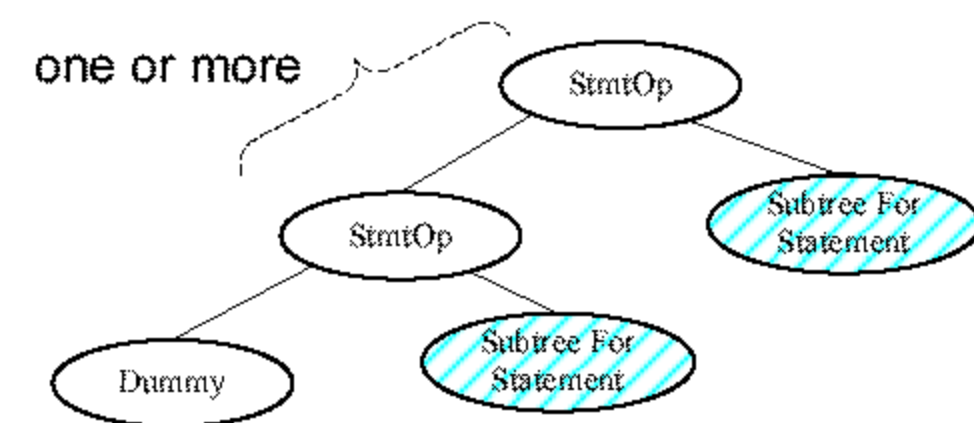 one or more
StmtOp
Subtree For
Statement
StmtOp
Subtree For
Statement
Dummy